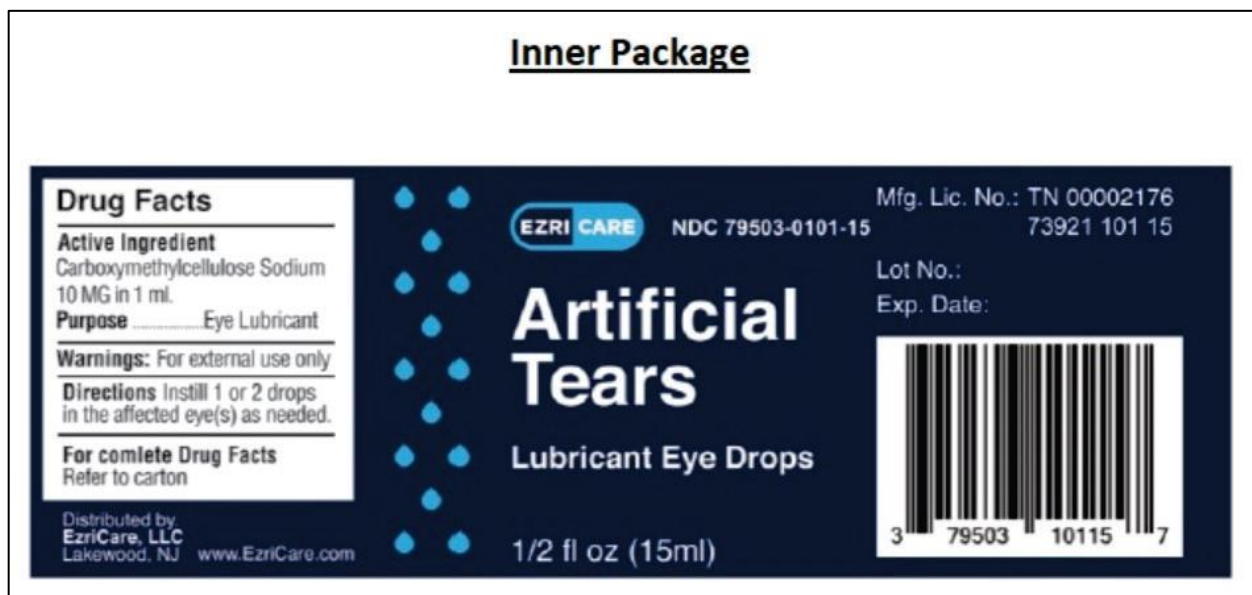 Inner Package
Drug Facts
Active Ingredient
Carboxymethylcellulose Sodium
10 MG in 1 ml.
Purpose ................Eye Lubricant
Warnings: For external use only
Directions Instill 1 or 2 drops
in the affected eye(s) as needed.
For comlete Drug Facts
Refer to carton
Distributed by
EzriCare, LLC
Lakewood, NJ www.EzriCare.com
EZRI CARE NDC 79503-0101-15
Artificial
Tears
Lubricant Eye Drops
1/2 fl oz (15ml)
Mfg. Lic. No.: TN 00002176
73921 101 15
Lot No.:
Exp. Date:
3 79503 10115 7